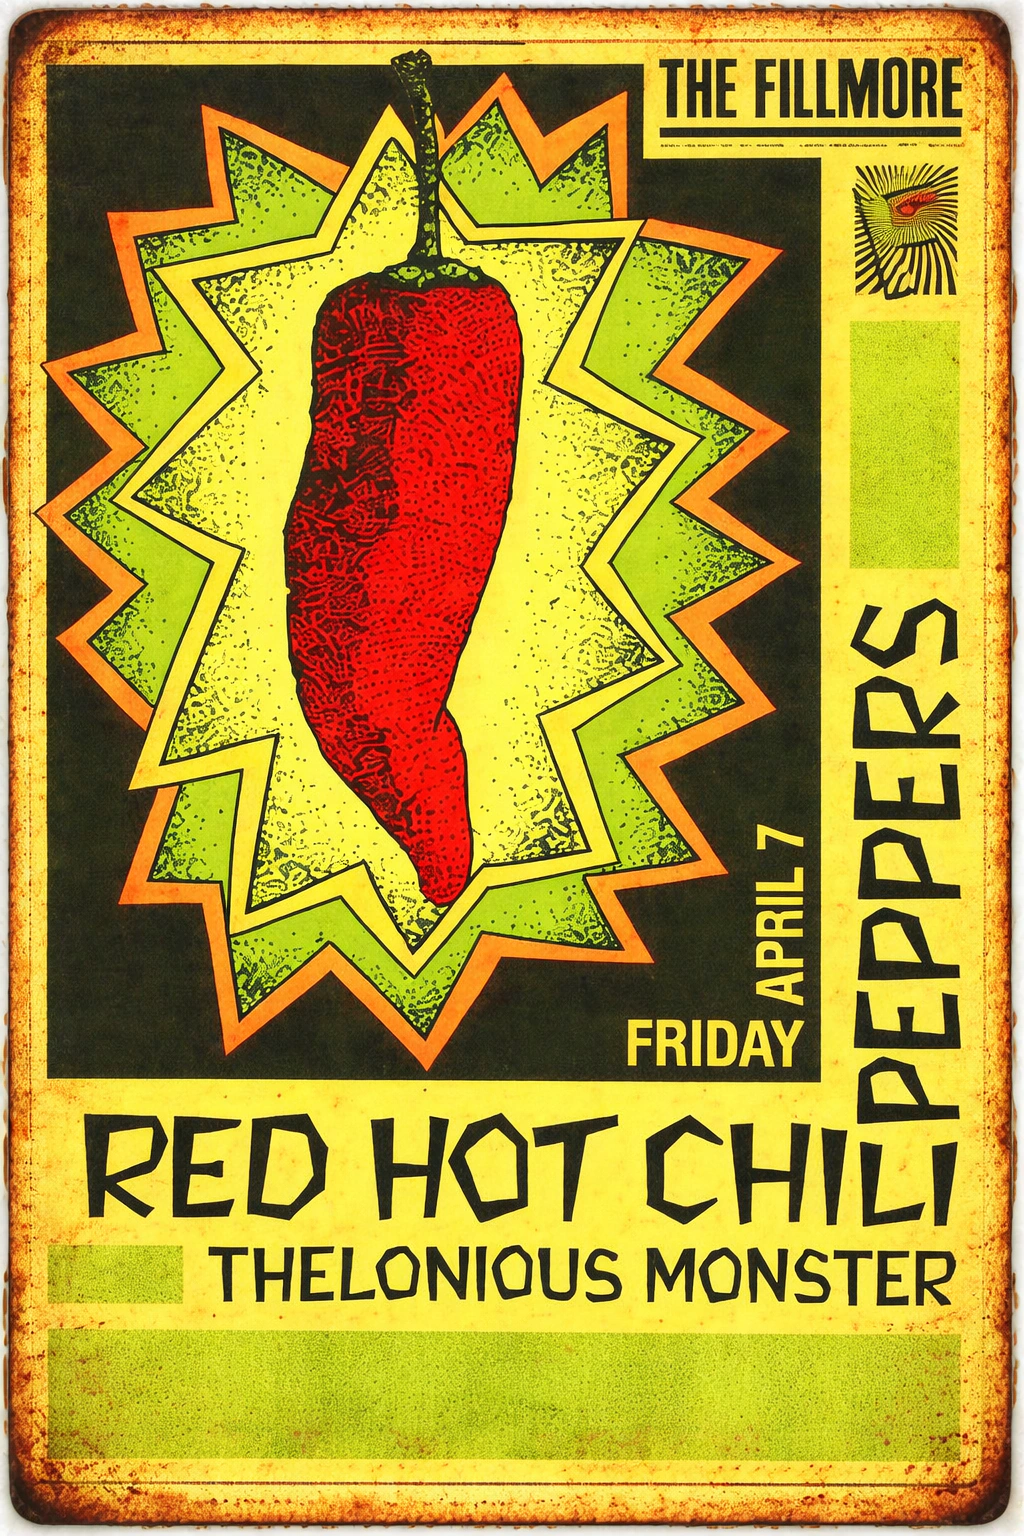 THE FILLMORE
APRIL 7
FRIDAY
RED HOT CHILI
PEPPERS
THELONIOUS MONSTER